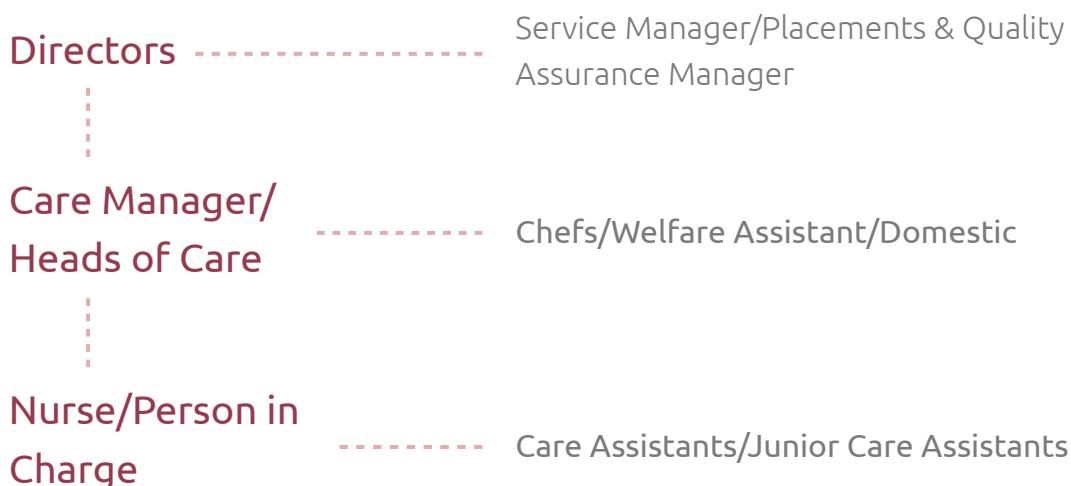 Directors
Service Manager/Placements & Quality
Assurance Manager
Care Manager/
Heads of Care
Chefs/Welfare Assistant/Domestic
Nurse/Person in
Charge
Care Assistants/Junior Care Assistants